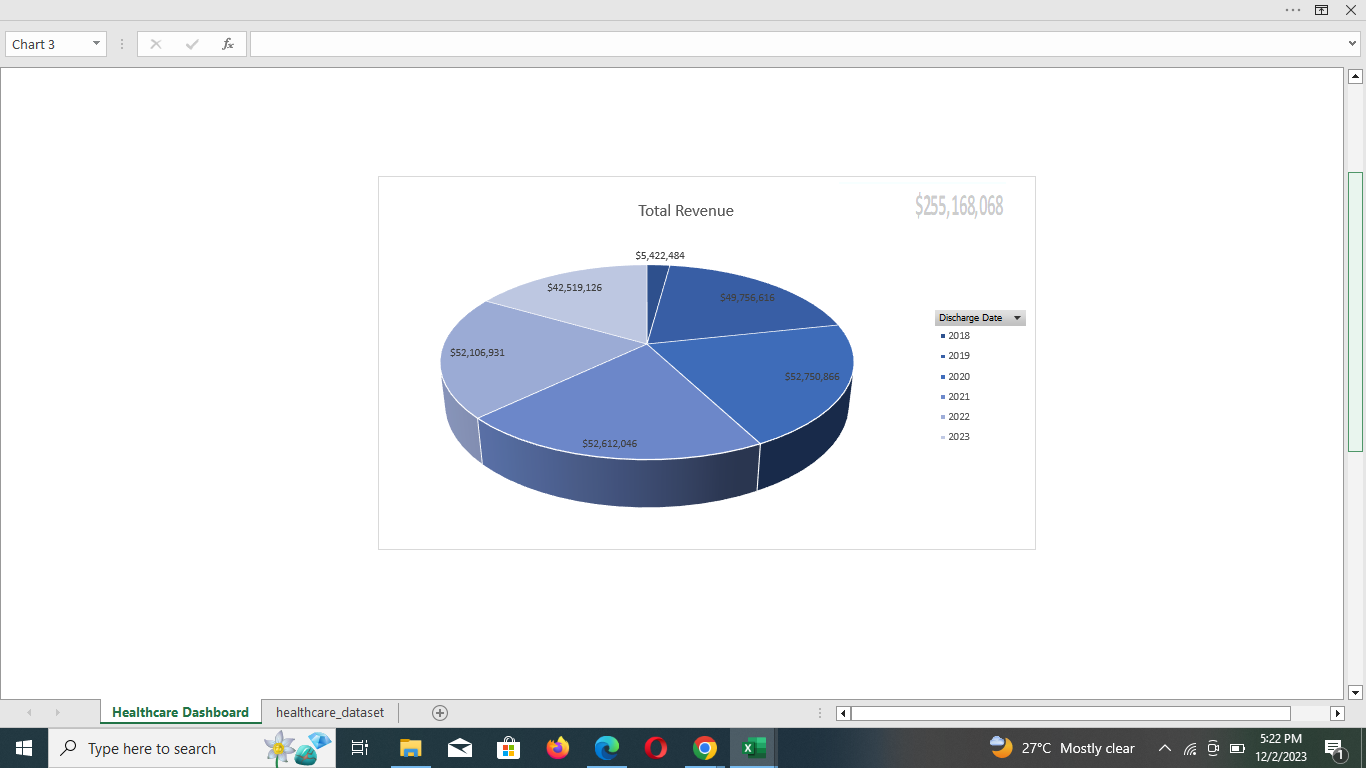 Chart 3
fx
Total Revenue
$255,168,068
$5,422,484
$42,519,126
$49,756,616
$52,106,931
$52,750,866
$52,612,046
Discharge Date
2018
2019
2020
2021
2022
2023
Healthcare Dashboard
healthcare_dataset
Type here to search
27°C Mostly clear
5:22 PM
12/2/2023
1